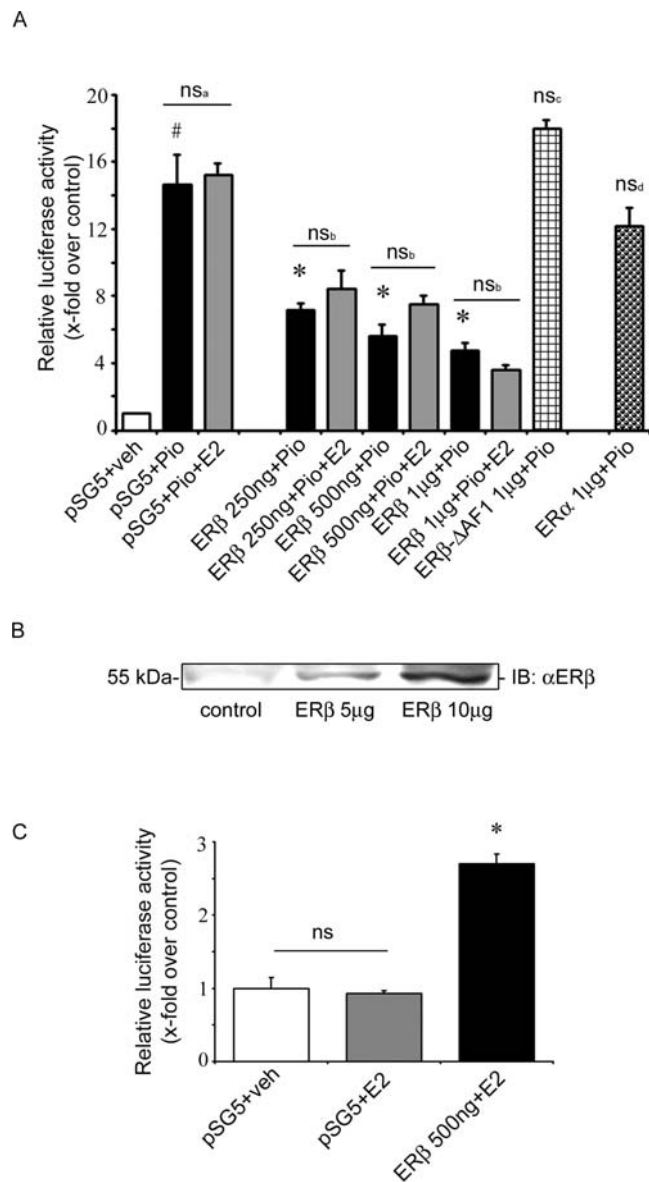 A
Relative luciferase activity
(x-fold over control)
20
16
12
8
4
0
nsa
#
nsb
*
nsb
*
nsb
*
nsc
nsd
pSG5+veh
pSG5+Pio
pSG5+Pio+E2
ERβ 250ng+Pio
ERβ 250ng+Pio+E2
ERβ 500ng+Pio
ERβ 500ng+Pio+E2
ERβ 1μg+Pio
ERβ 1μg+Pio+E2
ERβ-ΔAF1 1μg+Pio
ERα 1μg+Pio
B
55 kDa-
- IB: αERβ
control
ERβ 5μg
ERβ 10μg
C
Relative luciferase activity
(x-fold over control)
3
2
1
0
ns
*
pSG5+veh
pSG5+E2
ERβ 500ng+E2